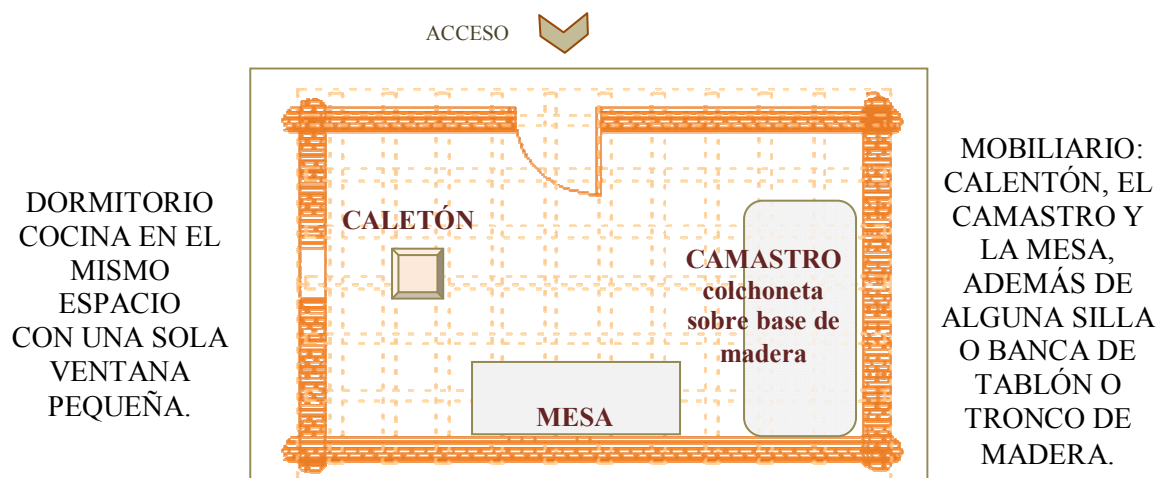 ACCESO
DORMITORIO
COCINA EN EL
MISMO
ESPACIO
CON UNA SOLA
VENTANA
PEQUEÑA.
CALETÓN
CAMASTRO
colchoneta
sobre base de
madera
MESA
MOBILIARIO:
CALENTÓN, EL
CAMASTRO Y
LA MESA,
ADEMÁS DE
ALGUNA SILLA
O BANCA DE
TABLÓN O
TRONCO DE
MADERA.